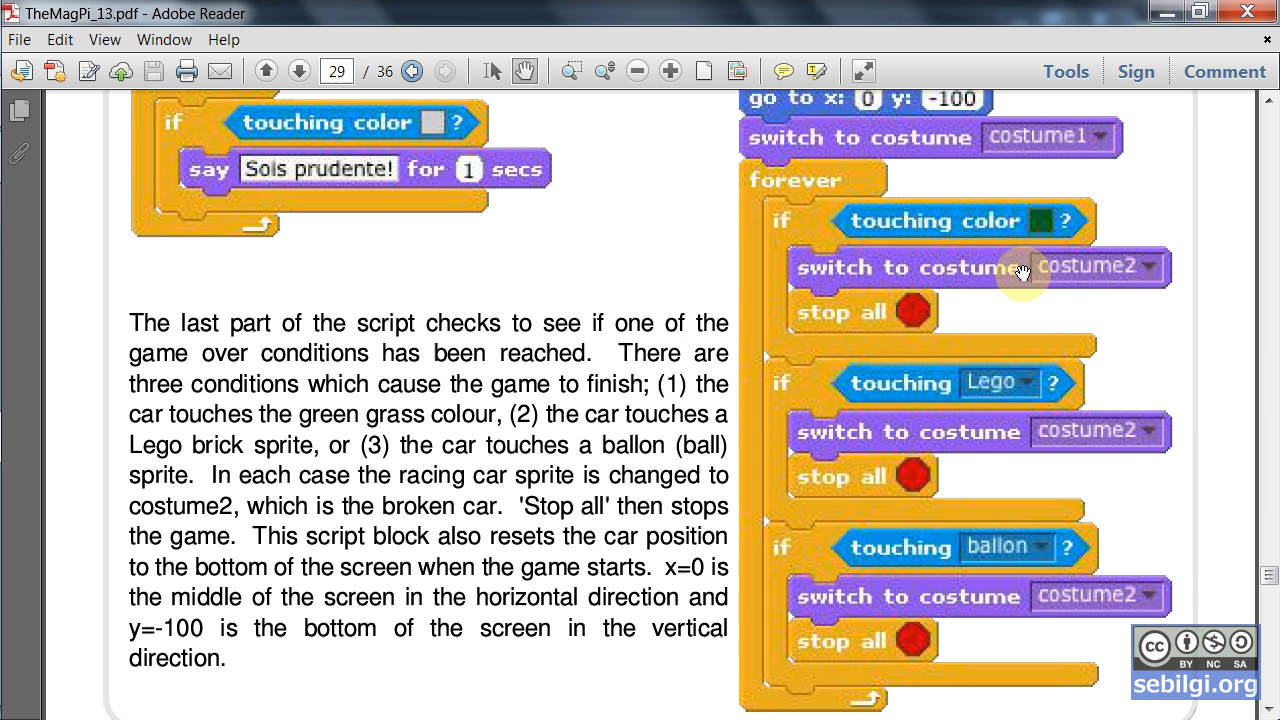 TheMagPi_13.pdf - Adobe Reader
File Edit View Window Help
29 / 36
Tools Sign Comment
if touching color ?
say Sois prudente! for 1 secs
The last part of the script checks to see if one of the
game over conditions has been reached. There are
three conditions which cause the game to finish; (1) the
car touches the green grass colour, (2) the car touches a
Lego brick sprite, or (3) the car touches a ballon (ball)
sprite. In each case the racing car sprite is changed to
costume2, which is the broken car. 'Stop all' then stops
the game. This script block also resets the car position
to the bottom of the screen when the game starts. x=0 is
the middle of the screen in the horizontal direction and
y=-100 is the bottom of the screen in the vertical
direction.
go to x: 0 y: -100
switch to costume costume1
forever
if touching color ?
switch to costume costume2
stop all
if touching Lego ?
switch to costume costume2
stop all
if touching ballon ?
switch to costume costume2
stop all
cc BY NC SA
sebilgi.org